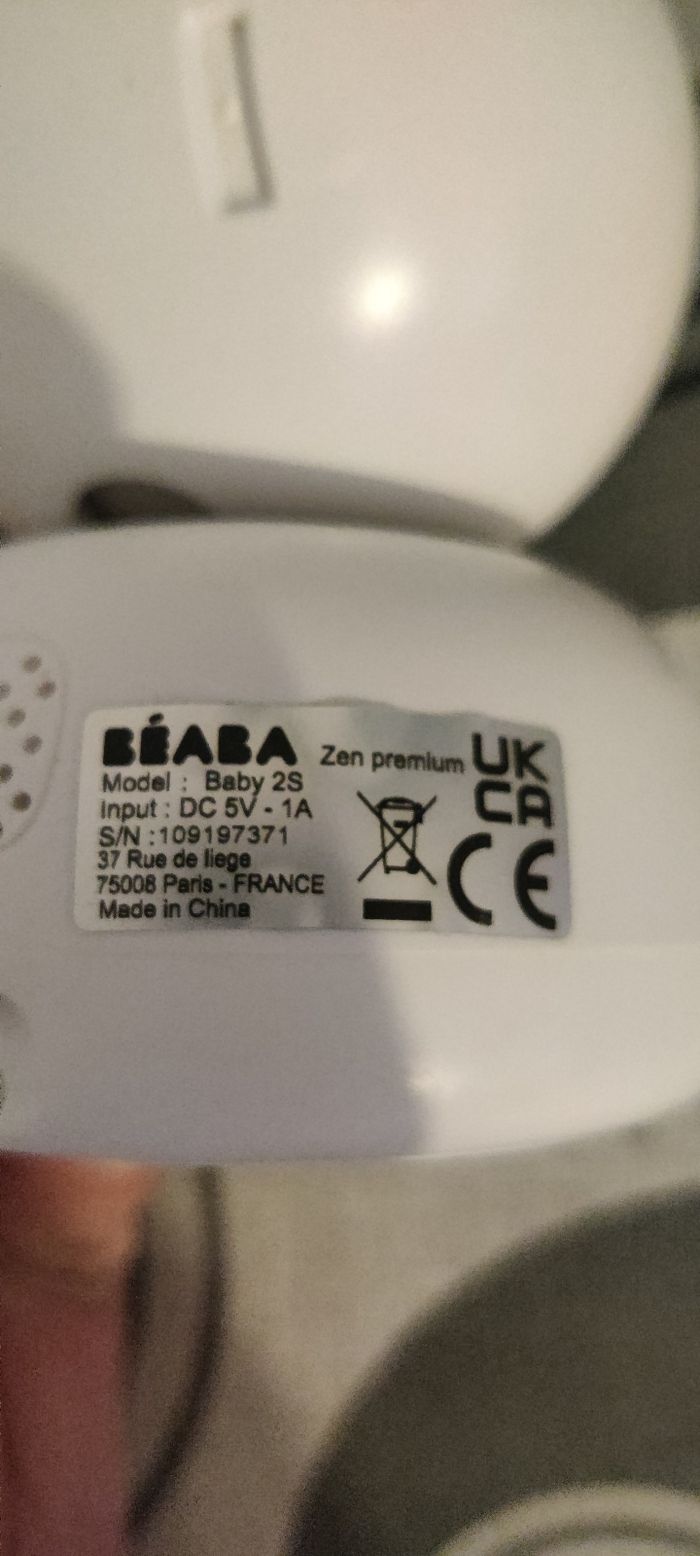 BÉABA Zen premium
UK
CA
Model : Baby 2S
Input : DC 5V - 1A
S/N :109197371
37 Rue de liege
75008 Paris - FRANCE
Made in China
CE